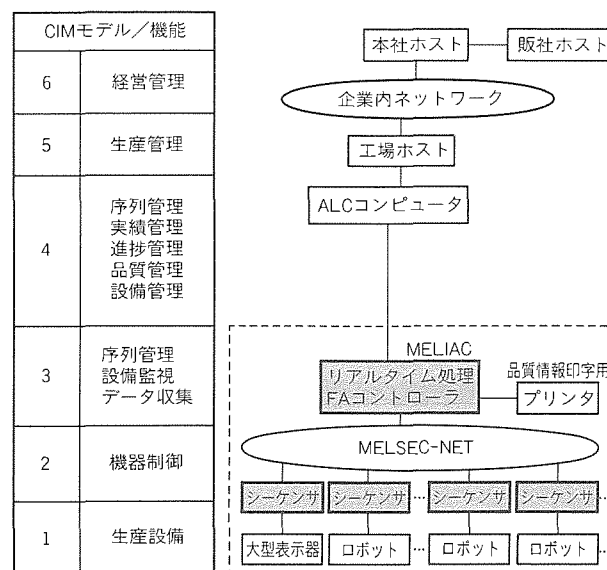 CIMモデル／機能
6 経営管理
5 生産管理
4
序列管理
実績管理
進捗管理
品質管理
設備管理
3
序列管理
設備監視
データ収集
2 機器制御
1 生産設備
本社ホスト 販社ホスト
企業内ネットワーク
工場ホスト
ALCコンピュータ
MELIAC
リアルタイム処理
FAコントローラ
品質情報印字用
プリンタ
MELSEC-NET
シーケンサ シーケンサ … シーケンサ シーケンサ …
大型表示器 ロボット … ロボット ロボット …